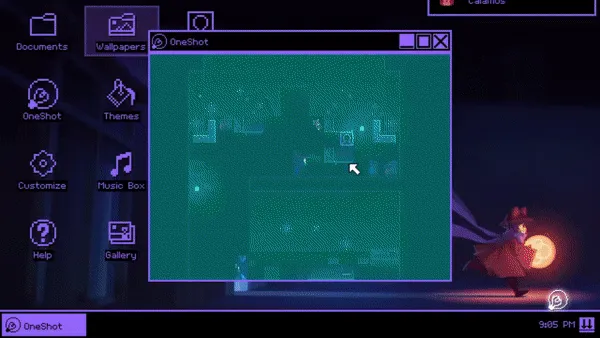 Calamus
Documents
Wallpapers
OneShot
OneShot
Themes
Customize
Music Box
Help
Gallery
OneShot
9:05 PM